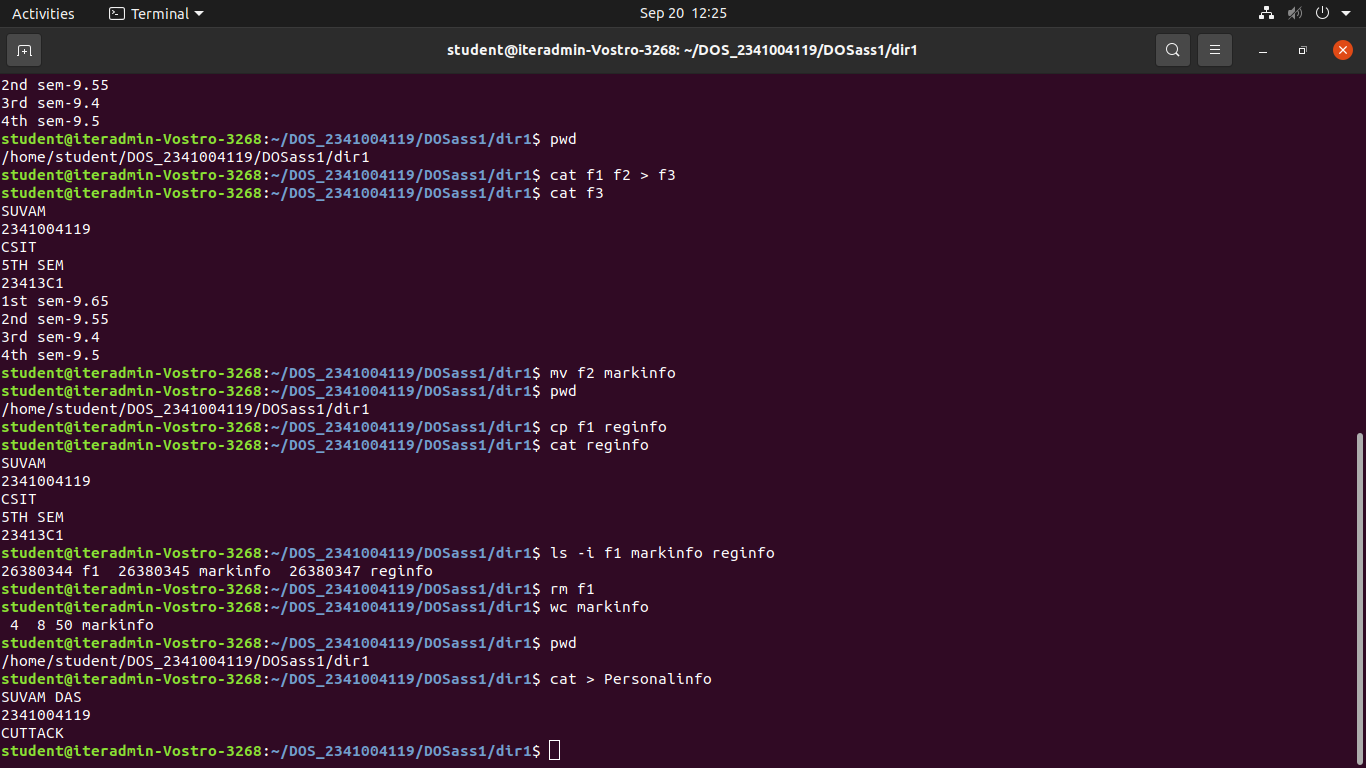 Activities
Terminal
Sep 20 12:25
student@iteradmin-Vostro-3268: ~/DOS_2341004119/DOSass1/dir1
2nd sem-9.55
3rd sem-9.4
4th sem-9.5
student@iteradmin-Vostro-3268:~/DOS_2341004119/DOSass1/dir1$ pwd
/home/student/DOS_2341004119/DOSass1/dir1
student@iteradmin-Vostro-3268:~/DOS_2341004119/DOSass1/dir1$ cat f1 f2 > f3
student@iteradmin-Vostro-3268:~/DOS_2341004119/DOSass1/dir1$ cat f3
SUVAM
2341004119
CSIT
5TH SEM
23413C1
1st sem-9.65
2nd sem-9.55
3rd sem-9.4
4th sem-9.5
student@iteradmin-Vostro-3268:~/DOS_2341004119/DOSass1/dir1$ mv f2 markinfo
student@iteradmin-Vostro-3268:~/DOS_2341004119/DOSass1/dir1$ pwd
/home/student/DOS_2341004119/DOSass1/dir1
student@iteradmin-Vostro-3268:~/DOS_2341004119/DOSass1/dir1$ cp f1 reginfo
student@iteradmin-Vostro-3268:~/DOS_2341004119/DOSass1/dir1$ cat reginfo
SUVAM
2341004119
CSIT
5TH SEM
23413C1
student@iteradmin-Vostro-3268:~/DOS_2341004119/DOSass1/dir1$ ls -i f1 markinfo reginfo
26380344 f1  26380345 markinfo  26380347 reginfo
student@iteradmin-Vostro-3268:~/DOS_2341004119/DOSass1/dir1$ rm f1
student@iteradmin-Vostro-3268:~/DOS_2341004119/DOSass1/dir1$ wc markinfo
 4  8 50 markinfo
student@iteradmin-Vostro-3268:~/DOS_2341004119/DOSass1/dir1$ pwd
/home/student/DOS_2341004119/DOSass1/dir1
student@iteradmin-Vostro-3268:~/DOS_2341004119/DOSass1/dir1$ cat > Personalinfo
SUVAM DAS
2341004119
CUTTACK
student@iteradmin-Vostro-3268:~/DOS_2341004119/DOSass1/dir1$